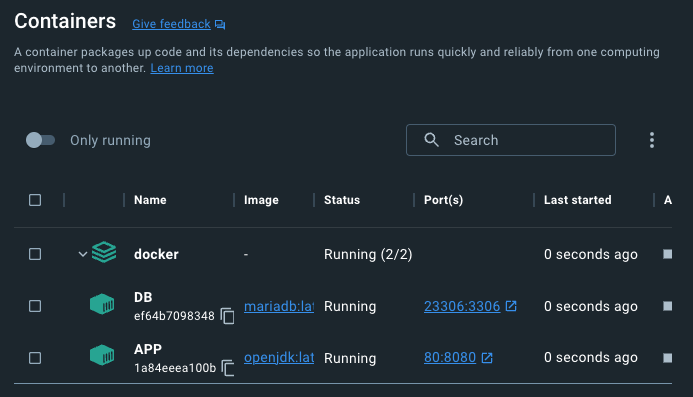 Containers Give feedback
A container packages up code and its dependencies so the application runs quickly and reliably from one computing
environment to another. Learn more
Only running
Search
Name Image Status Port(s) Last started A
docker - Running (2/2) 0 seconds ago
DB
ef64b7098348 mariadb:lat Running 23306:3306 0 seconds ago
APP
1a84eeea100b openjdk:lat Running 80:8080 0 seconds ago